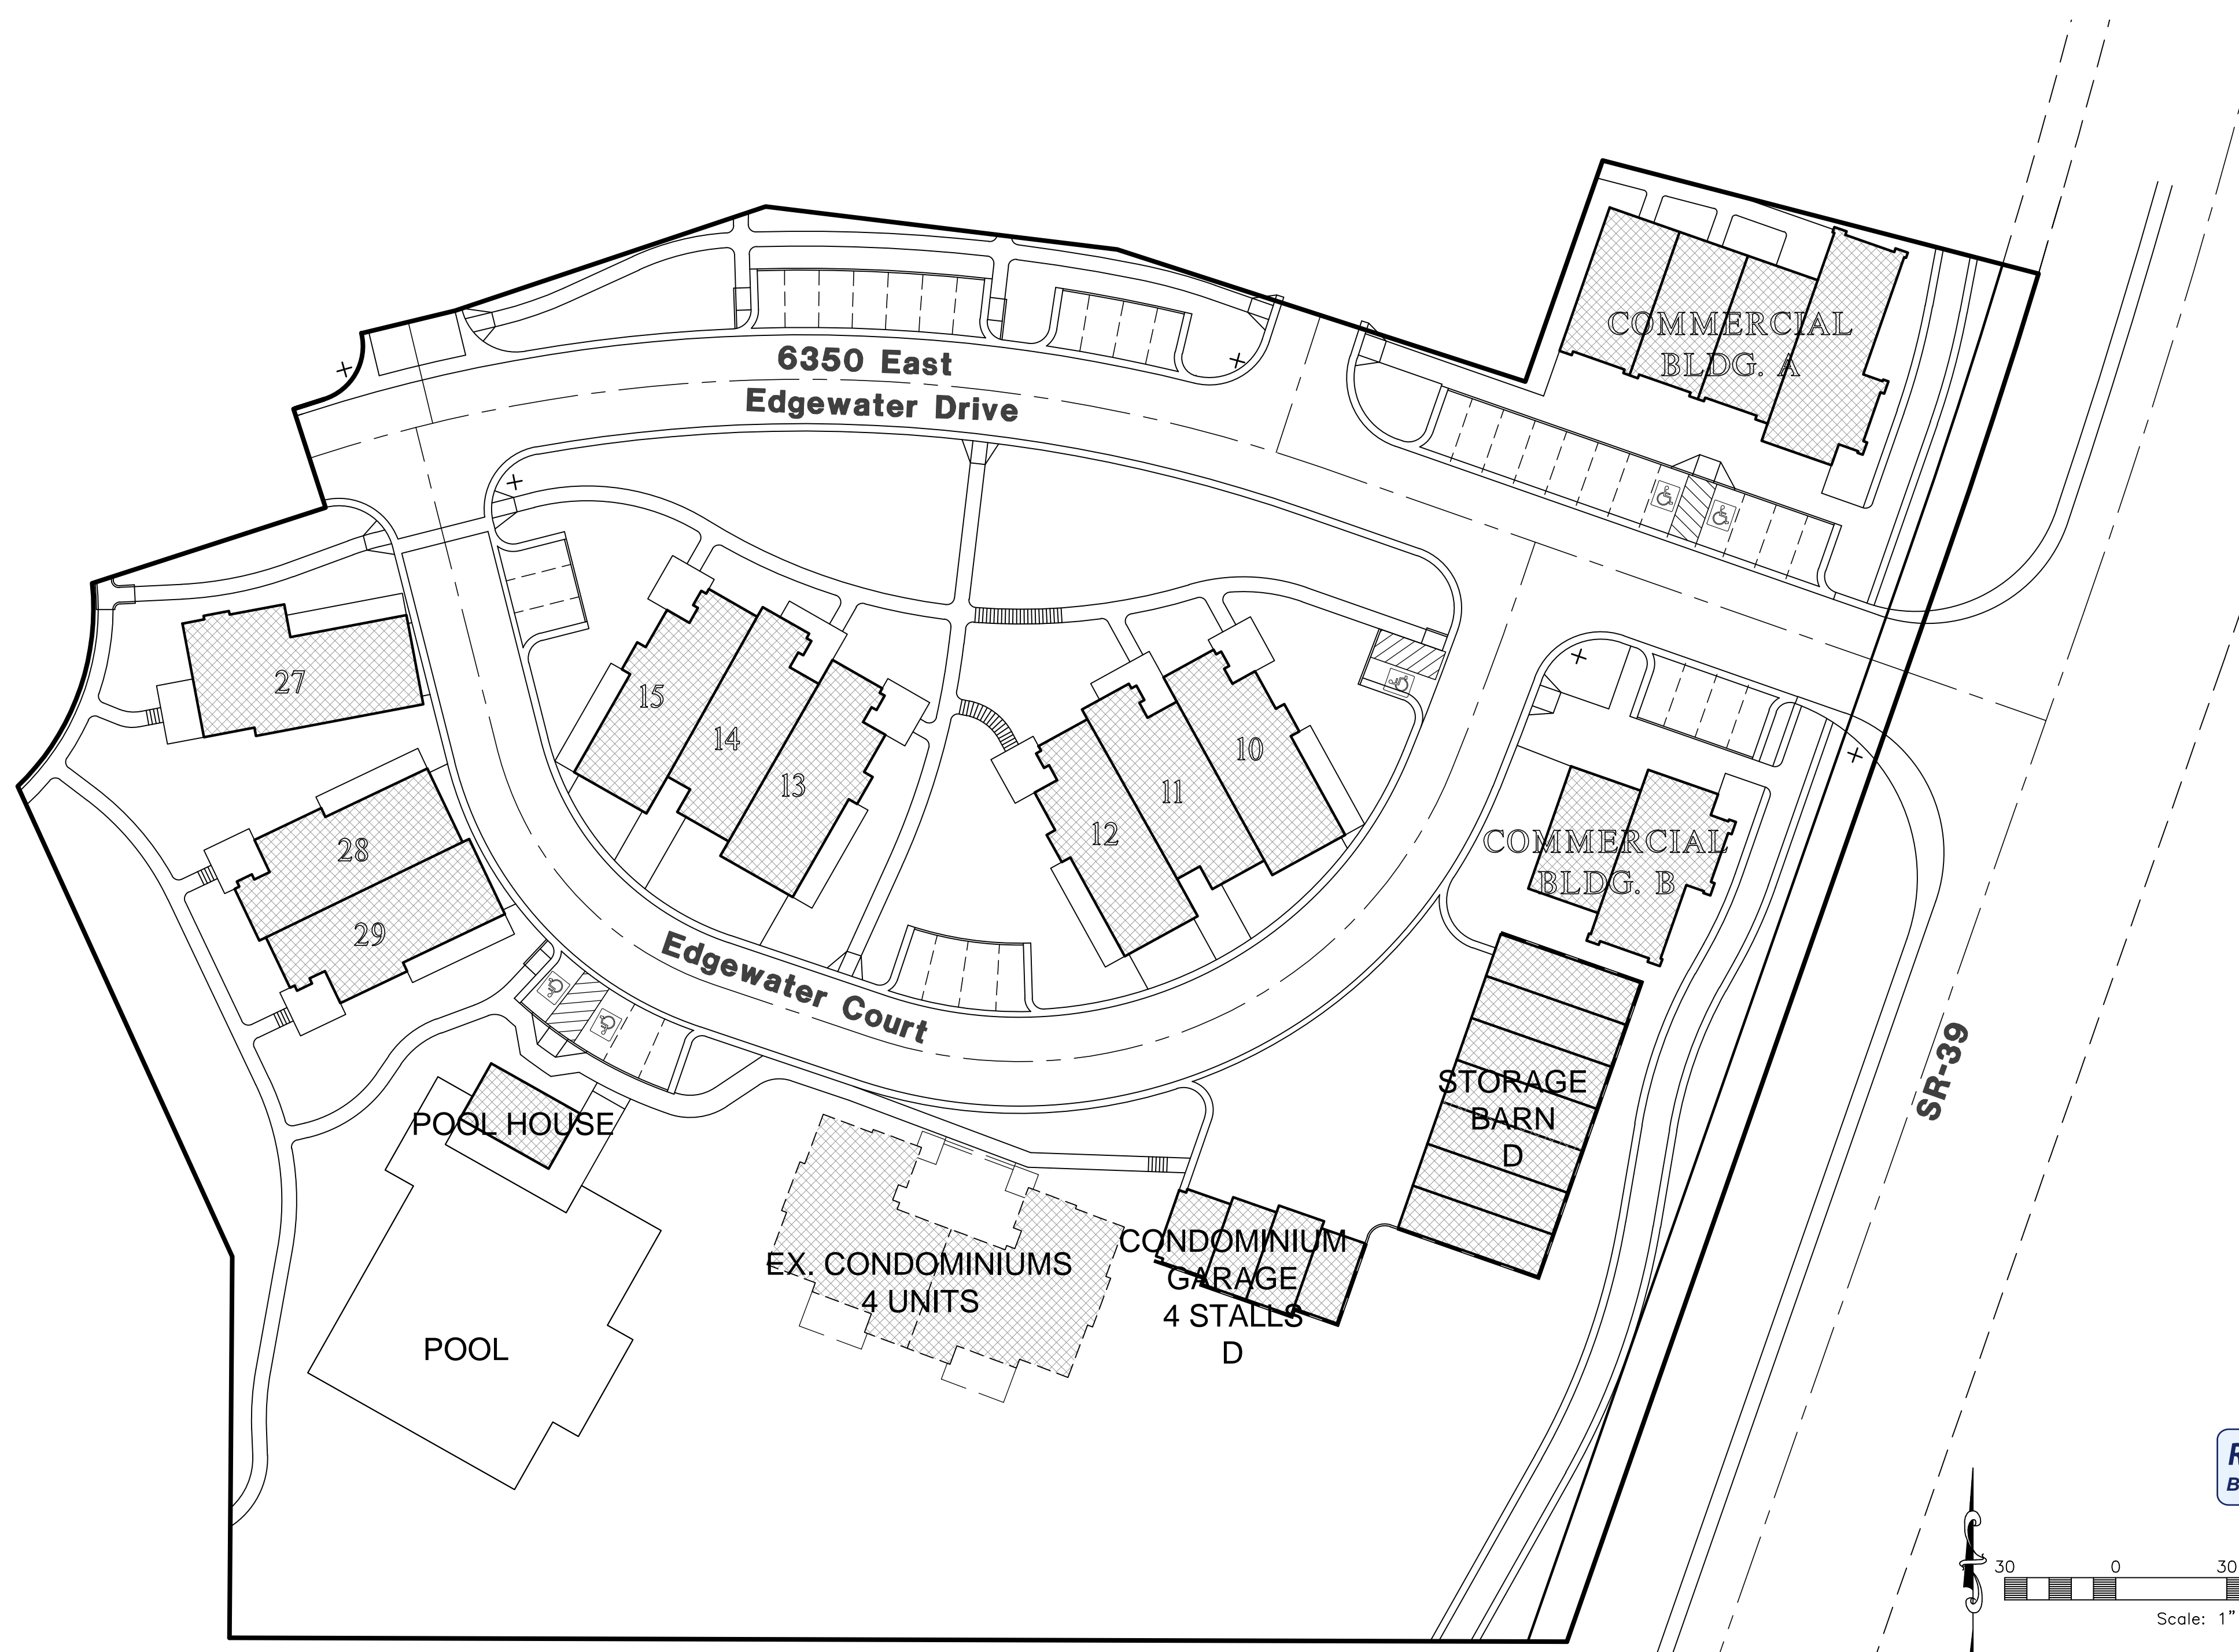 COMMERCIAL
BLDG. A
6350 East
Edgewater Drive
27
15
14
13
10
11
12
28
29
COMMERCIAL
BLDG. B
Edgewater Court
SR-39
STORAGE
BARN
D
POOL HOUSE
EX. CONDOMINIUMS
4 UNITS
CONDOMINIUM
GARAGE
4 STALLS
D
POOL
30 0 30
Scale: 1"